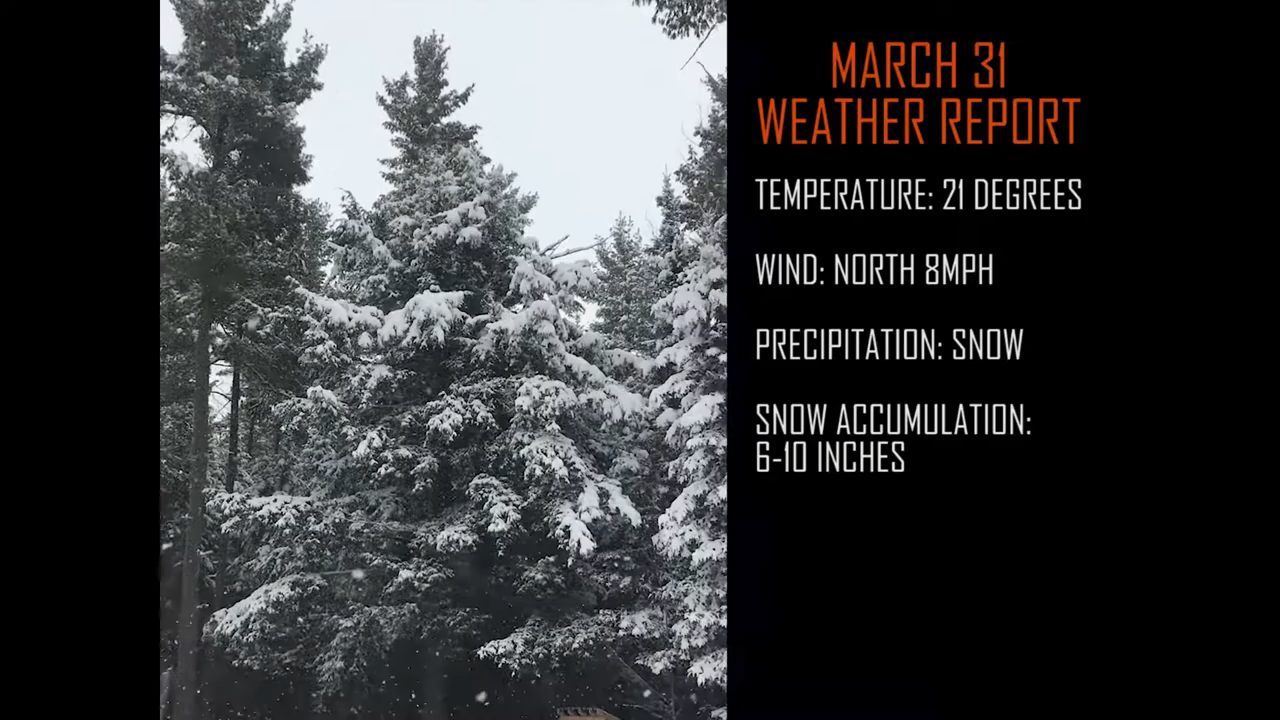 MARCH 31
WEATHER REPORT
TEMPERATURE: 21 DEGREES
WIND: NORTH 8MPH
PRECIPITATION: SNOW
SNOW ACCUMULATION:
6-10 INCHES